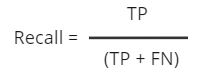 TP
Recall =
(TP + FN)